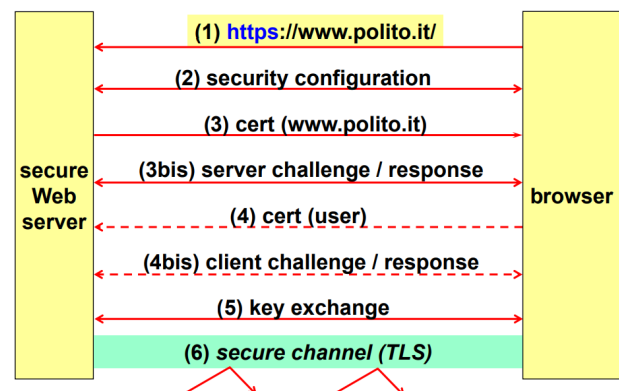 (1) https://www.polito.it/
(2) security configuration
(3) cert (www.polito.it)
(3bis) server challenge / response
secure
Web
server
browser
(4) cert (user)
(4bis) client challenge / response
(5) key exchange
(6) secure channel (TLS)